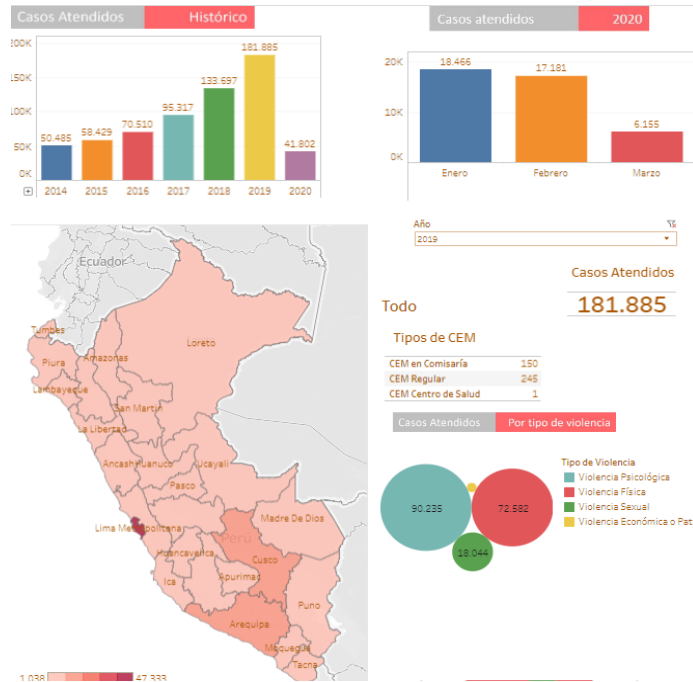 Casos Atendidos Histórico
200K
150K
100K
50K
0K
50.485
58.429
70.510
95.317
133.697
181.885
41.802
2014 2015 2016 2017 2018 2019 2020
Casos atendidos 2020
20K
10K
0K
18.466
17.181
6.155
Enero Febrero Marzo
Ecuador
Tumbes
Piura
Amazonas
Loreto
Lambayeque
San Martin
La Libertad
Ancash
Huanuco
Ucayali
Pasco
Lima Metropolitana
Madre De Dios
Perú
Huancavelica
Cusco
Ica
Apurimac
Puno
Arequipa
Moquegua
Tacna
1.038 47.333
Año
2019
Casos Atendidos
Todo 181.885
Tipos de CEM
CEM en Comisaría 150
CEM Regular 245
CEM Centro de Salud 1
Casos Atendidos Por tipo de violencia
90.235
72.582
18.044
Tipo de Violencia
Violencia Psicológica
Violencia Física
Violencia Sexual
Violencia Económica o Pat